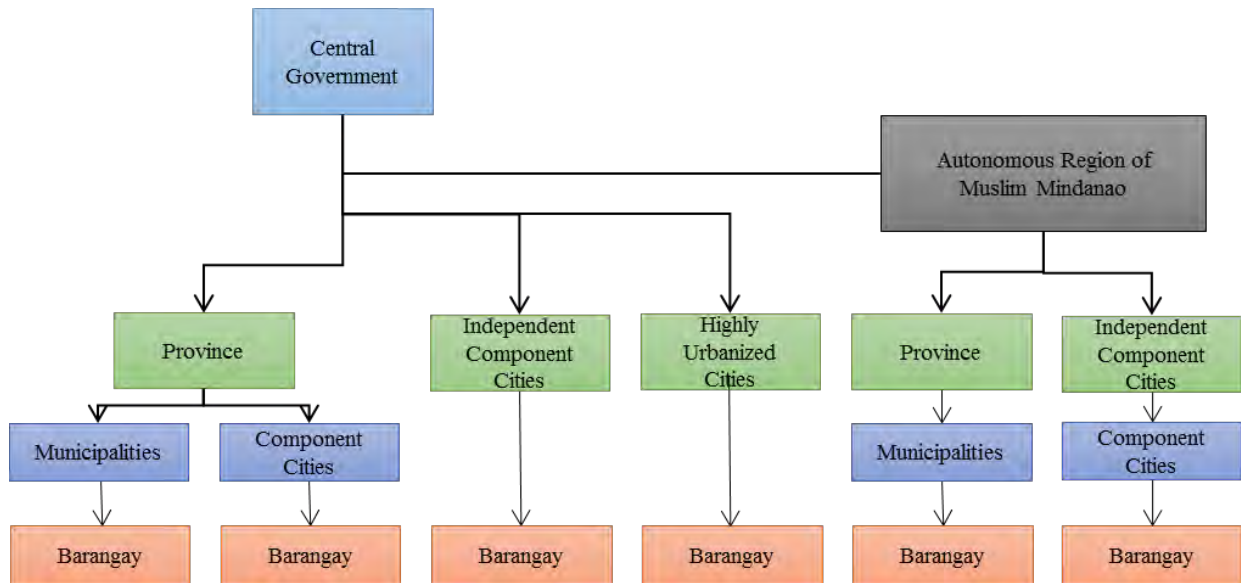 Central
Government
Autonomous Region of
Muslim Mindanao
Province
Independent
Component
Cities
Highly
Urbanized
Cities
Province
Independent
Component
Cities
Municipalities
Component
Cities
Municipalities
Component
Cities
Barangay
Barangay
Barangay
Barangay
Barangay
Barangay